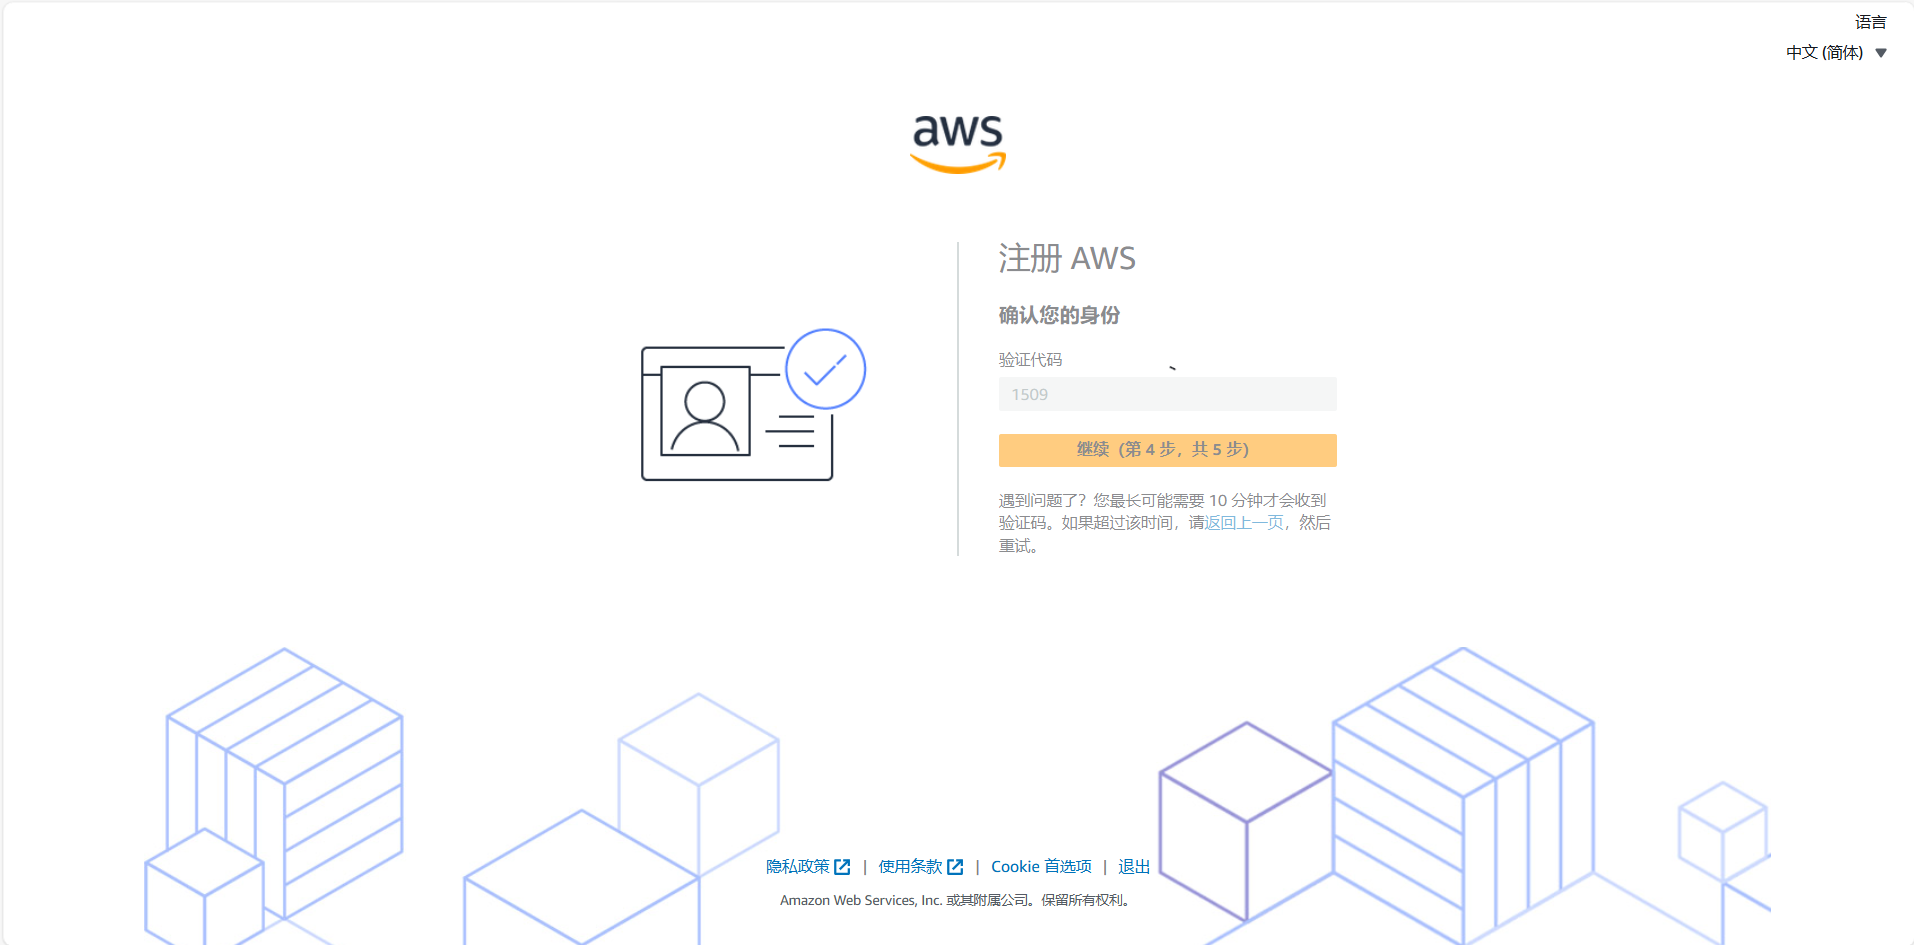 语言
中文 (简体)
aws
注册 AWS
确认您的身份
验证代码
1509
继续（第 4 步，共 5 步）
遇到问题了？您最长可能需要 10 分钟才会收到
验证码。如果超过该时间，请返回上一页，然后
重试。
隐私政策 | 使用条款 | Cookie 首选项 | 退出
Amazon Web Services, Inc. 或其附属公司。保留所有权利。